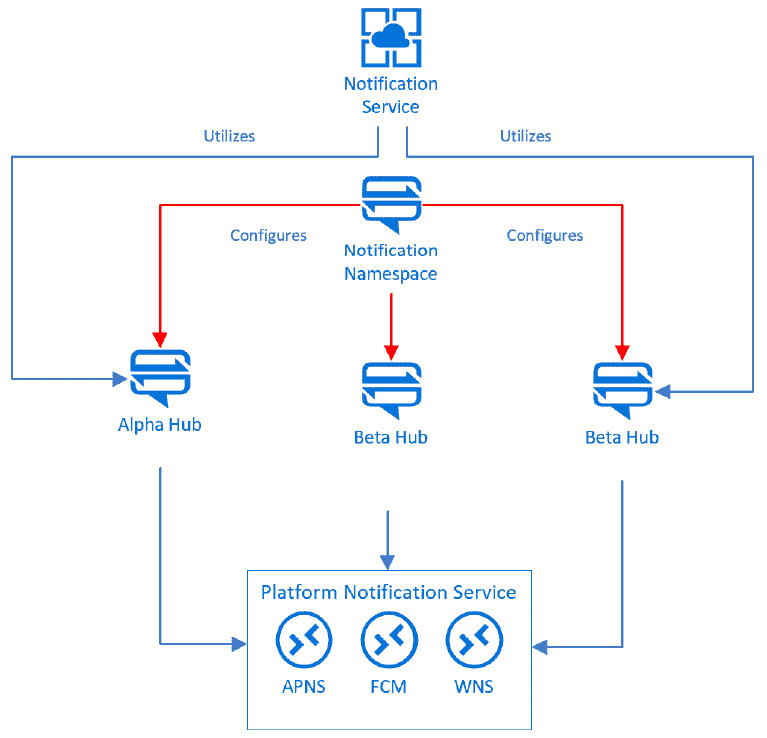 Notification
Service
Utilizes
Utilizes
Configures
Notification
Namespace
Configures
Alpha Hub
Beta Hub
Beta Hub
Platform Notification Service
APNS
FCM
WNS